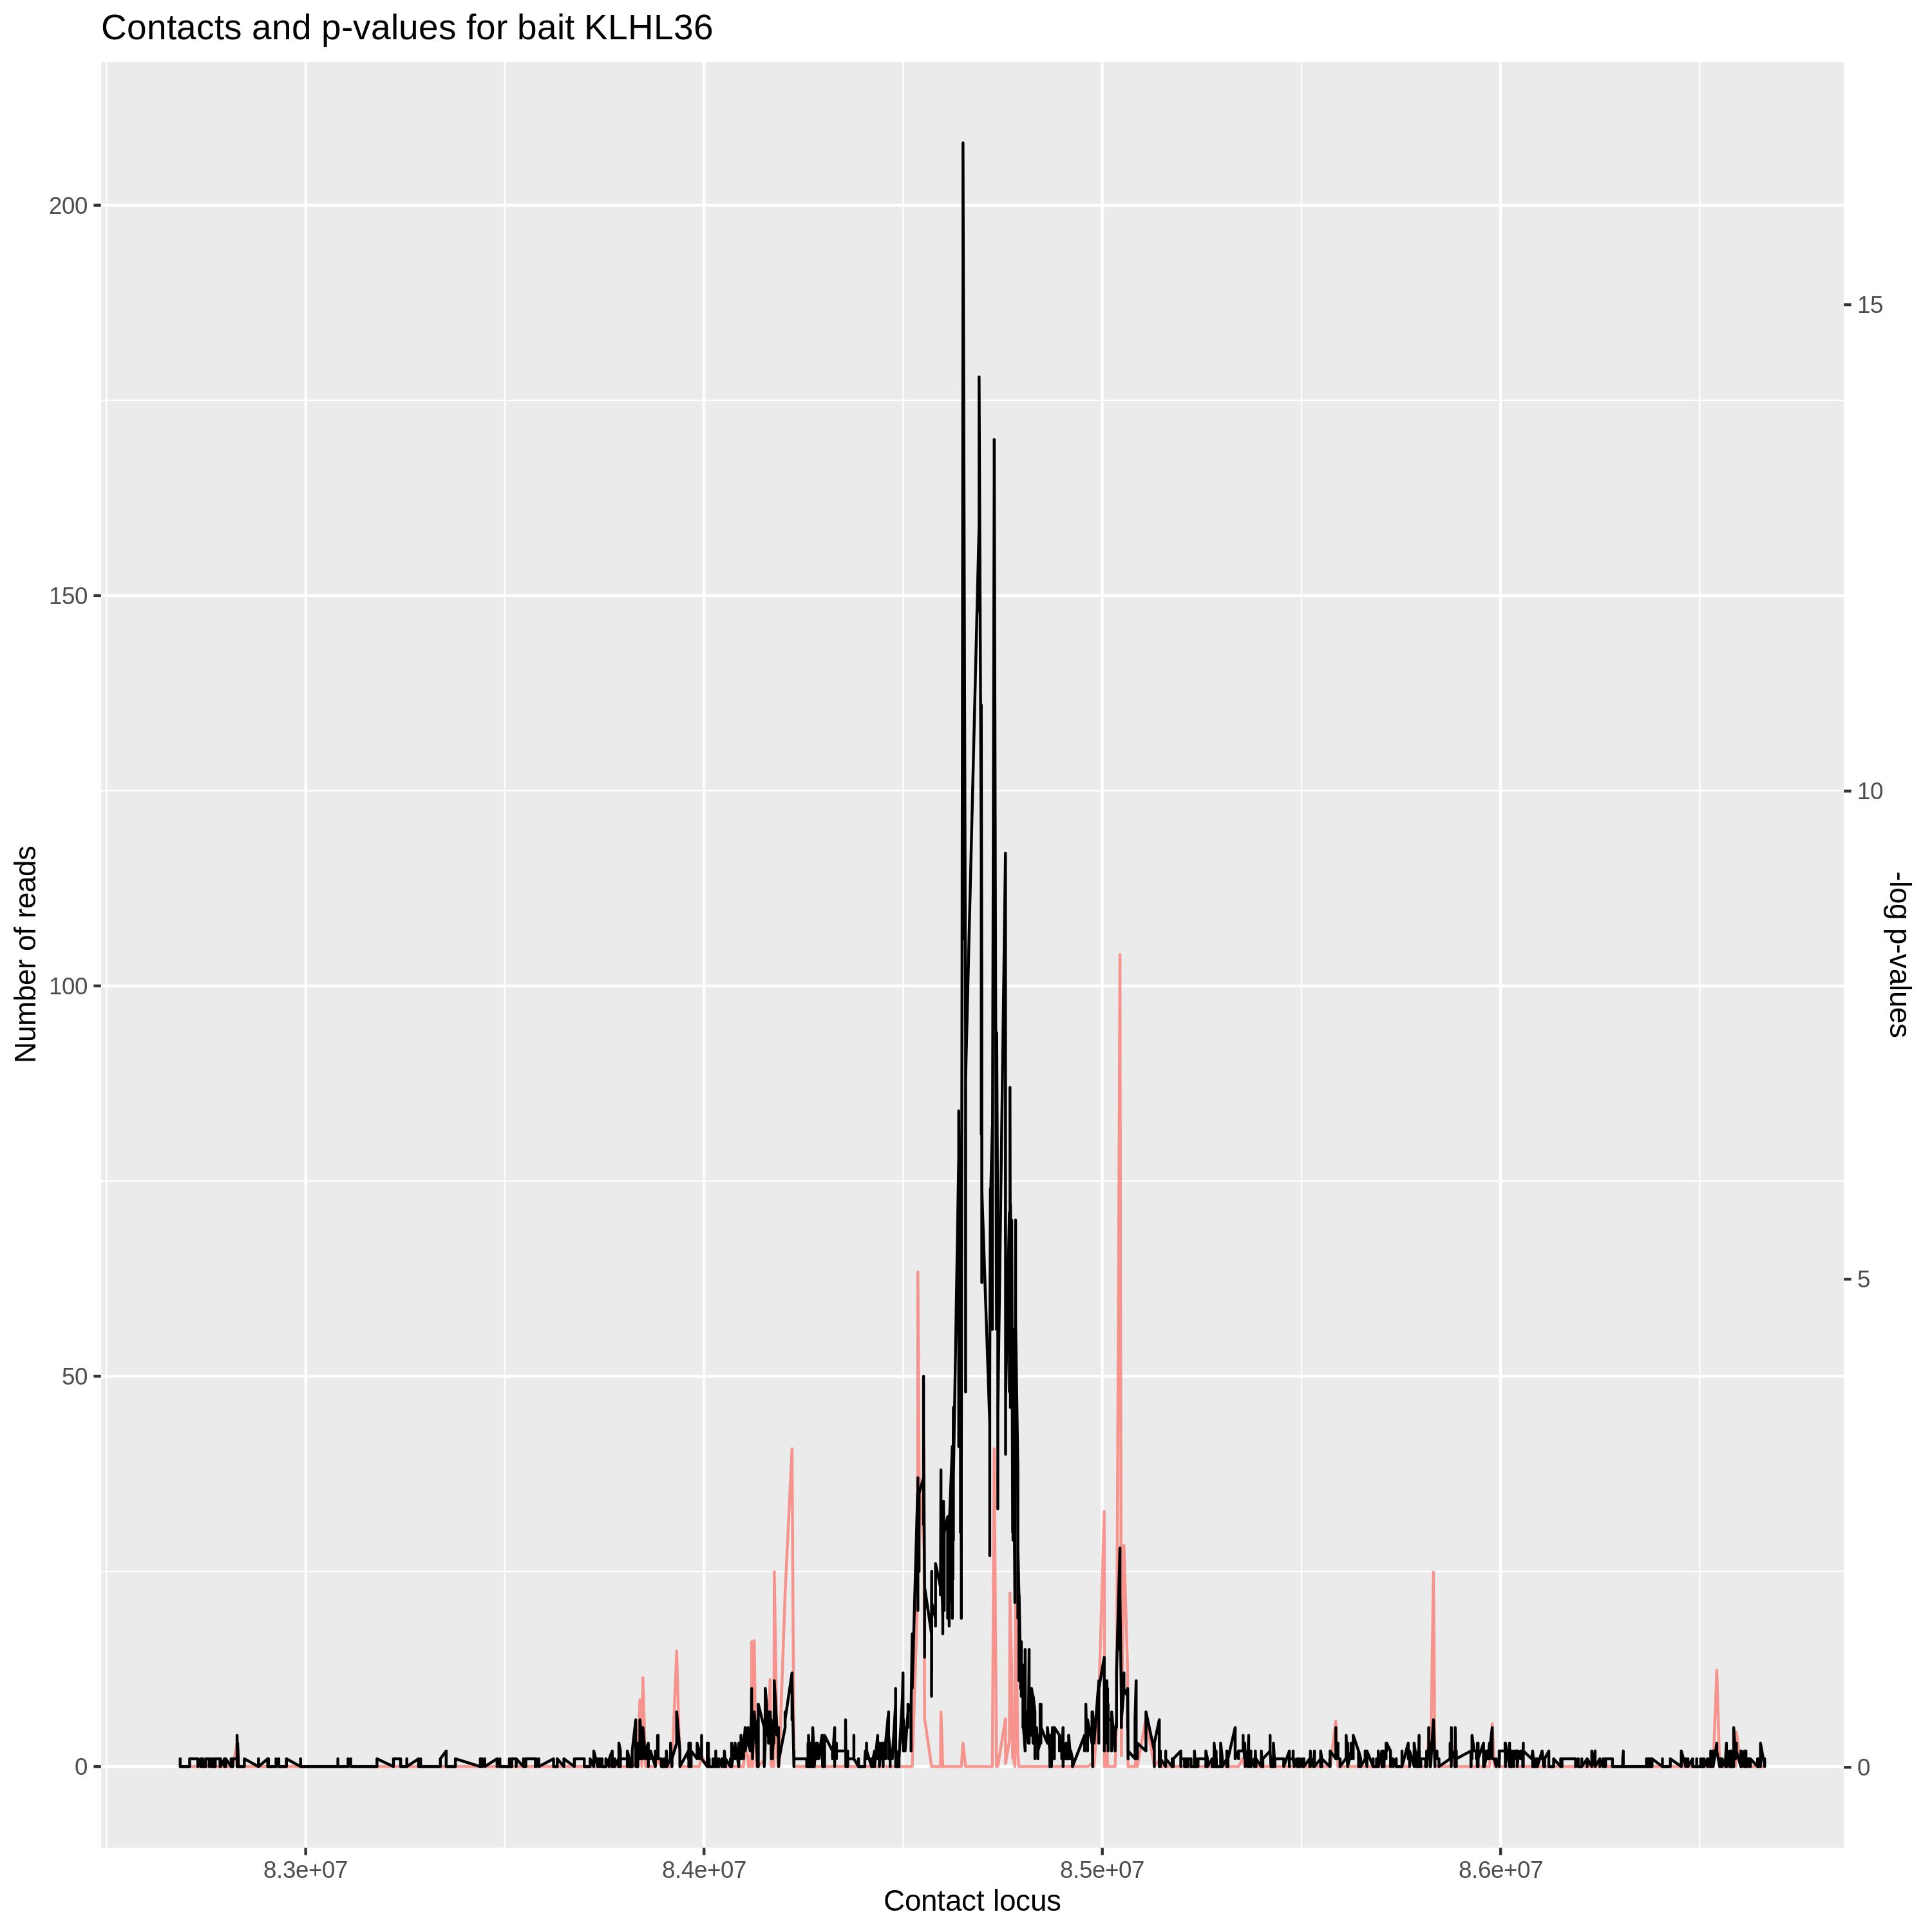 Contacts and p-values for bait KLHL36
200
150
100
50
0
15
10
5
0
Number of reads
-log p-values
8.3e+07
8.4e+07
8.5e+07
8.6e+07
Contact locus